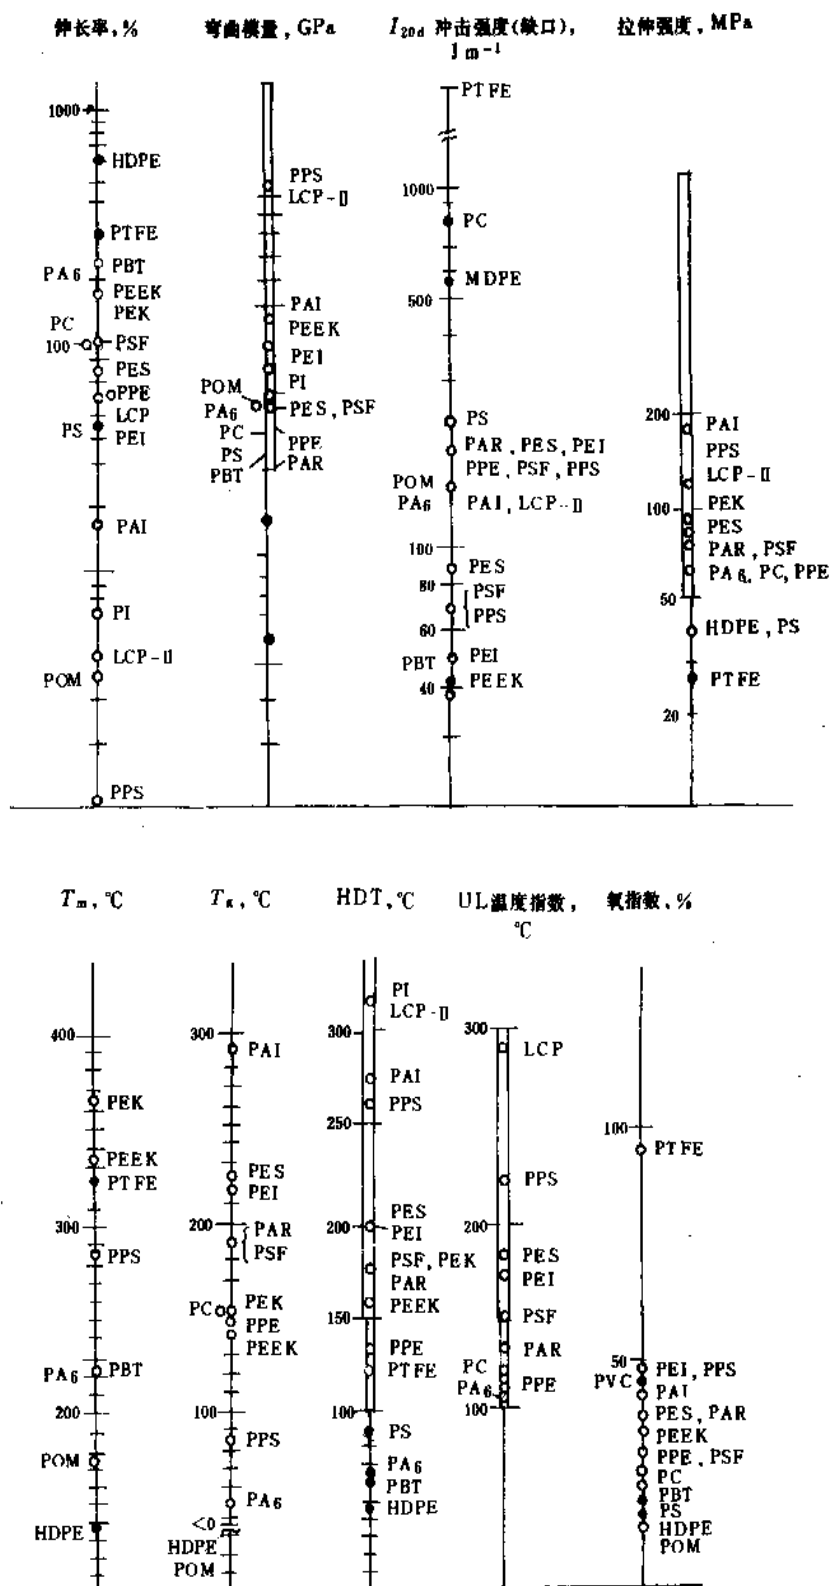 伸长率,%
弯曲模量,GPa
I20d 冲击强度(缺口),
J m-1
拉伸强度,MPa
1000
HDPE
PTFE
PBT
PA6
PEEK
PEK
PC
100
PSF
PES
PPE
LCP
PS
PEI
PAI
PI
LCP-II
POM
PPS
PPS
LCP-II
PAI
PEEK
PEI
POM
PI
PA6
PES, PSF
PC
PPE
PS
PBT
PAR
PTFE
1000
PC
MDPE
500
PS
PAR, PES, PEI
PPE, PSF, PPS
POM
PA6
PAI, LCP-II
100
PES
80
PSF
PPS
60
PBT
PEI
PEEK
40
200
PAI
PPS
LCP-II
100
PEK
PES
PAR, PSF
PA6, PC, PPE
50
HDPE, PS
PTFE
20
Tm,℃
Tg,℃
HDT,℃
UL温度指数,
℃
氧指数,%
400
PEK
PEEK
PTFE
300
PPS
PA6
PBT
200
POM
HDPE
300
PAI
PES
PEI
200
PAR
PSF
PC
PEK
PPE
PEEK
100
PPS
PA6
<0
HDPE
POM
PI
LCP-II
300
PAI
PPS
250
PES
200
PEI
PSF, PEK
PAR
PEEK
150
PPE
PTFE
100
PS
PA6
PBT
HDPE
300
LCP
PPS
200
PES
PEI
PSF
PAR
PC
PPE
PA6
100
100
PTFE
50
PEI, PPS
PVC
PAI
PES, PAR
PEEK
PPE, PSF
PC
PBT
PS
HDPE
POM